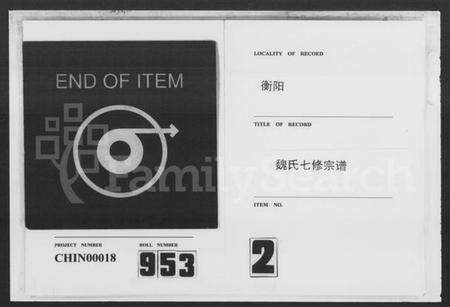 END OF ITEM
FamilySearch
PROJECT NUMBER
CHIN00018
ROLL NUMBER
953
LOCALITY OF RECORD
衡阳
TITLE OF RECORD
魏氏七修宗谱
ITEM NO.
2